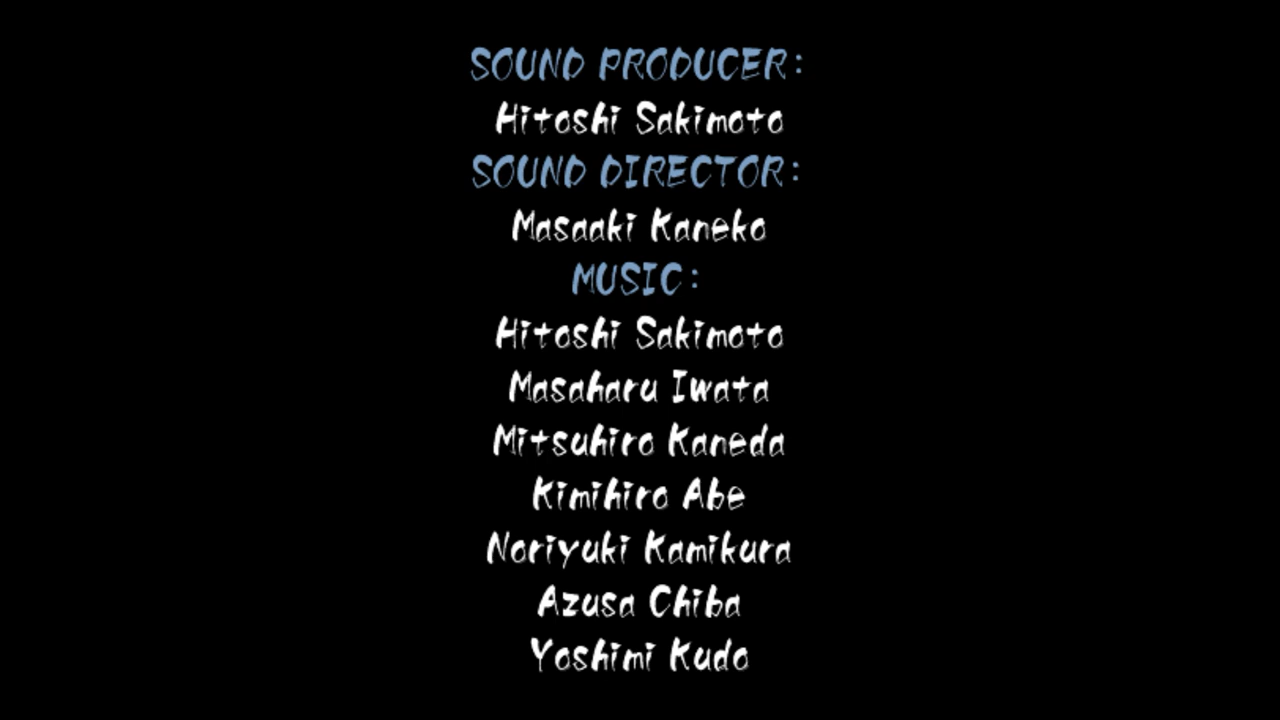 SOUND PRODUCER:
Hitoshi Sakimoto
SOUND DIRECTOR:
Masaaki Kaneko
MUSIC:
Hitoshi Sakimoto
Masaharu Iwata
Mitsuhiro Kaneda
Kimihiro Abe
Noriyuki Kamikura
Azusa Chiba
Yoshimi Kudo